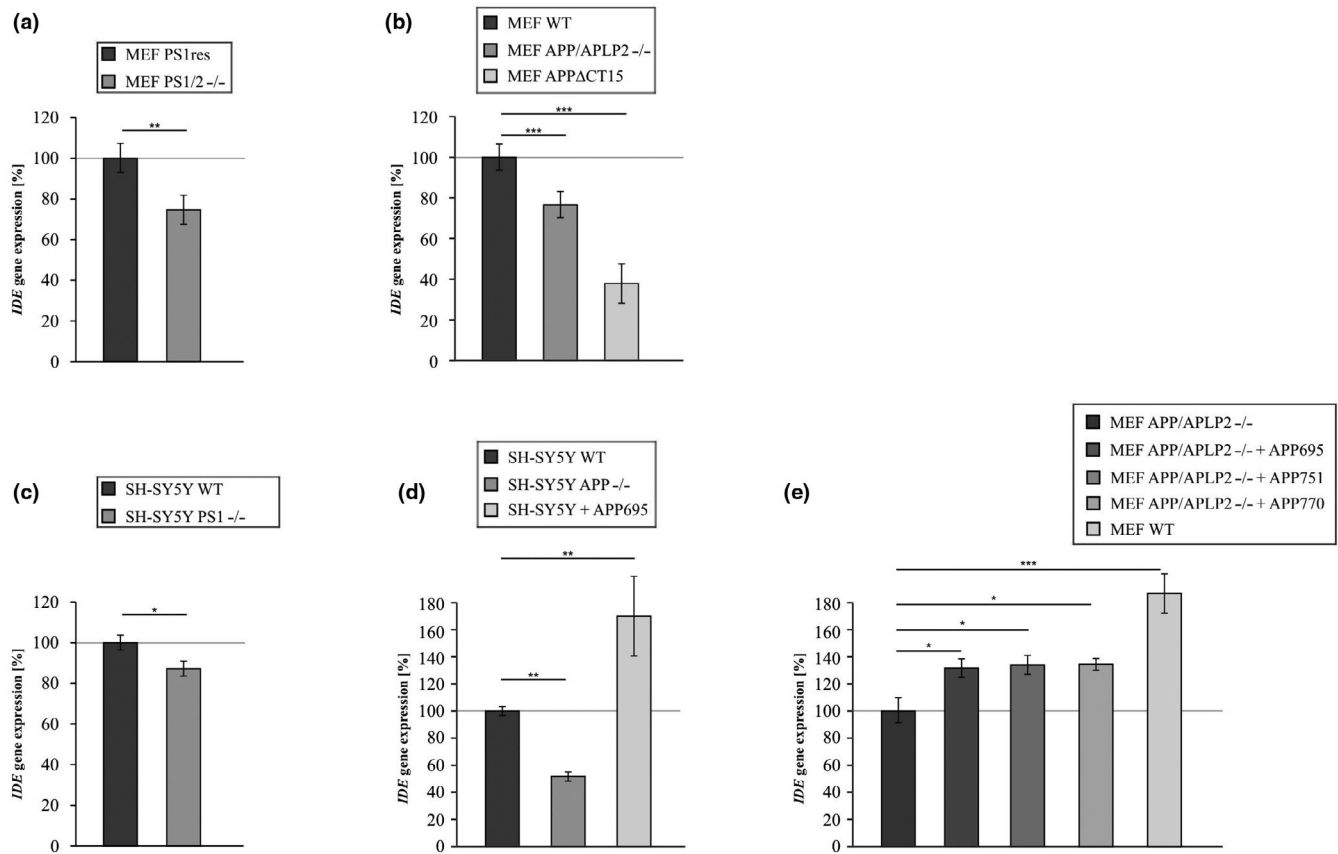 (a)
MEF PS1res
MEF PS1/2 -/-
IDE gene expression [%]
120
100
80
60
40
20
0
**
(b)
MEF WT
MEF APP/APLP2 -/-
MEF APPΔCT15
IDE gene expression [%]
120
100
80
60
40
20
0
***
***
(c)
SH-SY5Y WT
SH-SY5Y PS1 -/-
IDE gene expression [%]
120
100
80
60
40
20
0
*
(d)
SH-SY5Y WT
SH-SY5Y APP -/-
SH-SY5Y + APP695
IDE gene expression [%]
180
160
140
120
100
80
60
40
20
0
**
**
(e)
MEF APP/APLP2 -/-
MEF APP/APLP2 -/- + APP695
MEF APP/APLP2 -/- + APP751
MEF APP/APLP2 -/- + APP770
MEF WT
IDE gene expression [%]
180
160
140
120
100
80
60
40
20
0
***
*
*
*